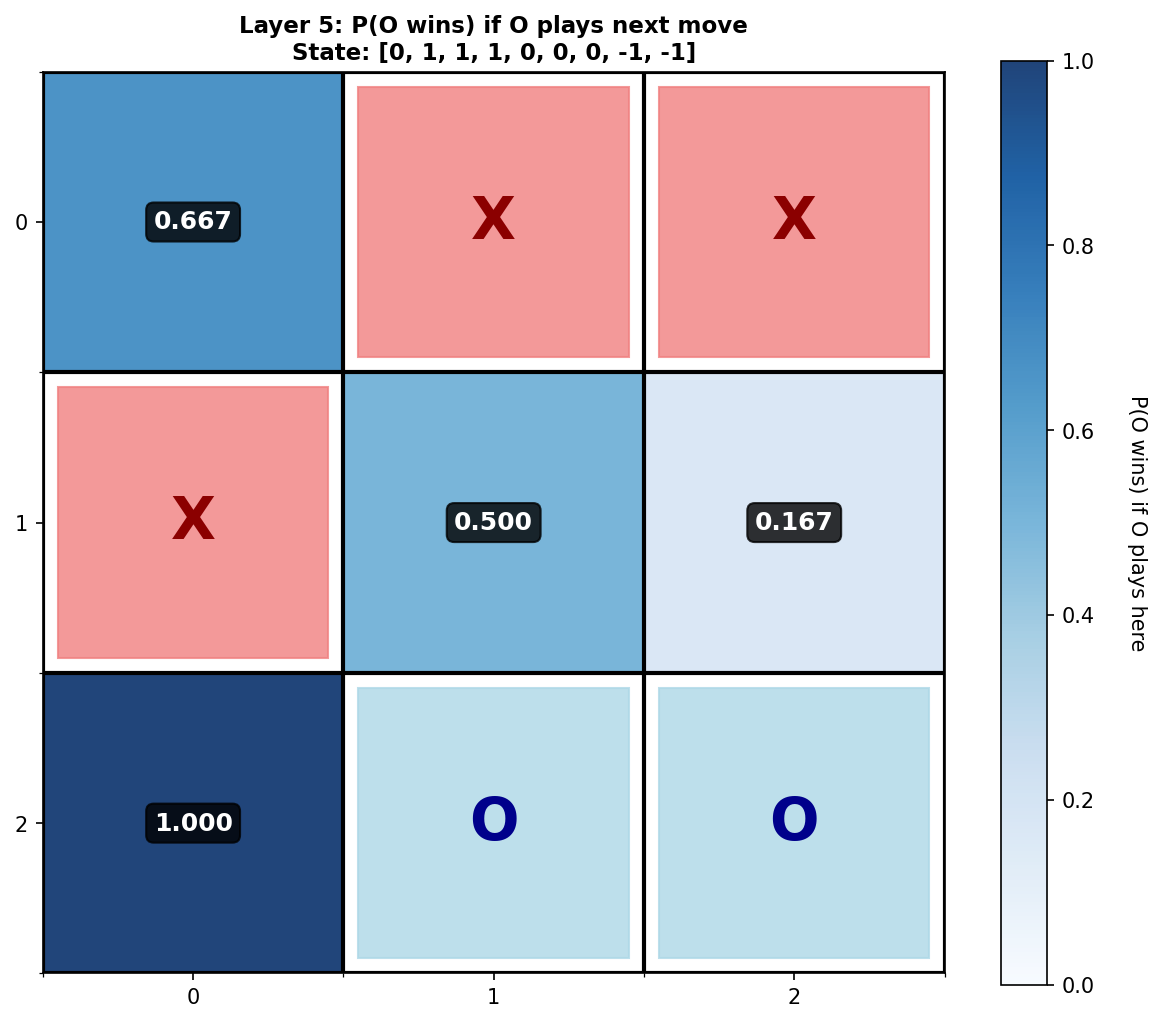 Layer 5: P(O wins) if O plays next move
State: [0, 1, 1, 1, 0, 0, 0, -1, -1]
0
0.667
X
X
1
X
0.500
0.167
2
1.000
O
O
0
1
2
1.0
0.8
0.6
0.4
0.2
0.0
P(O wins) if O plays here